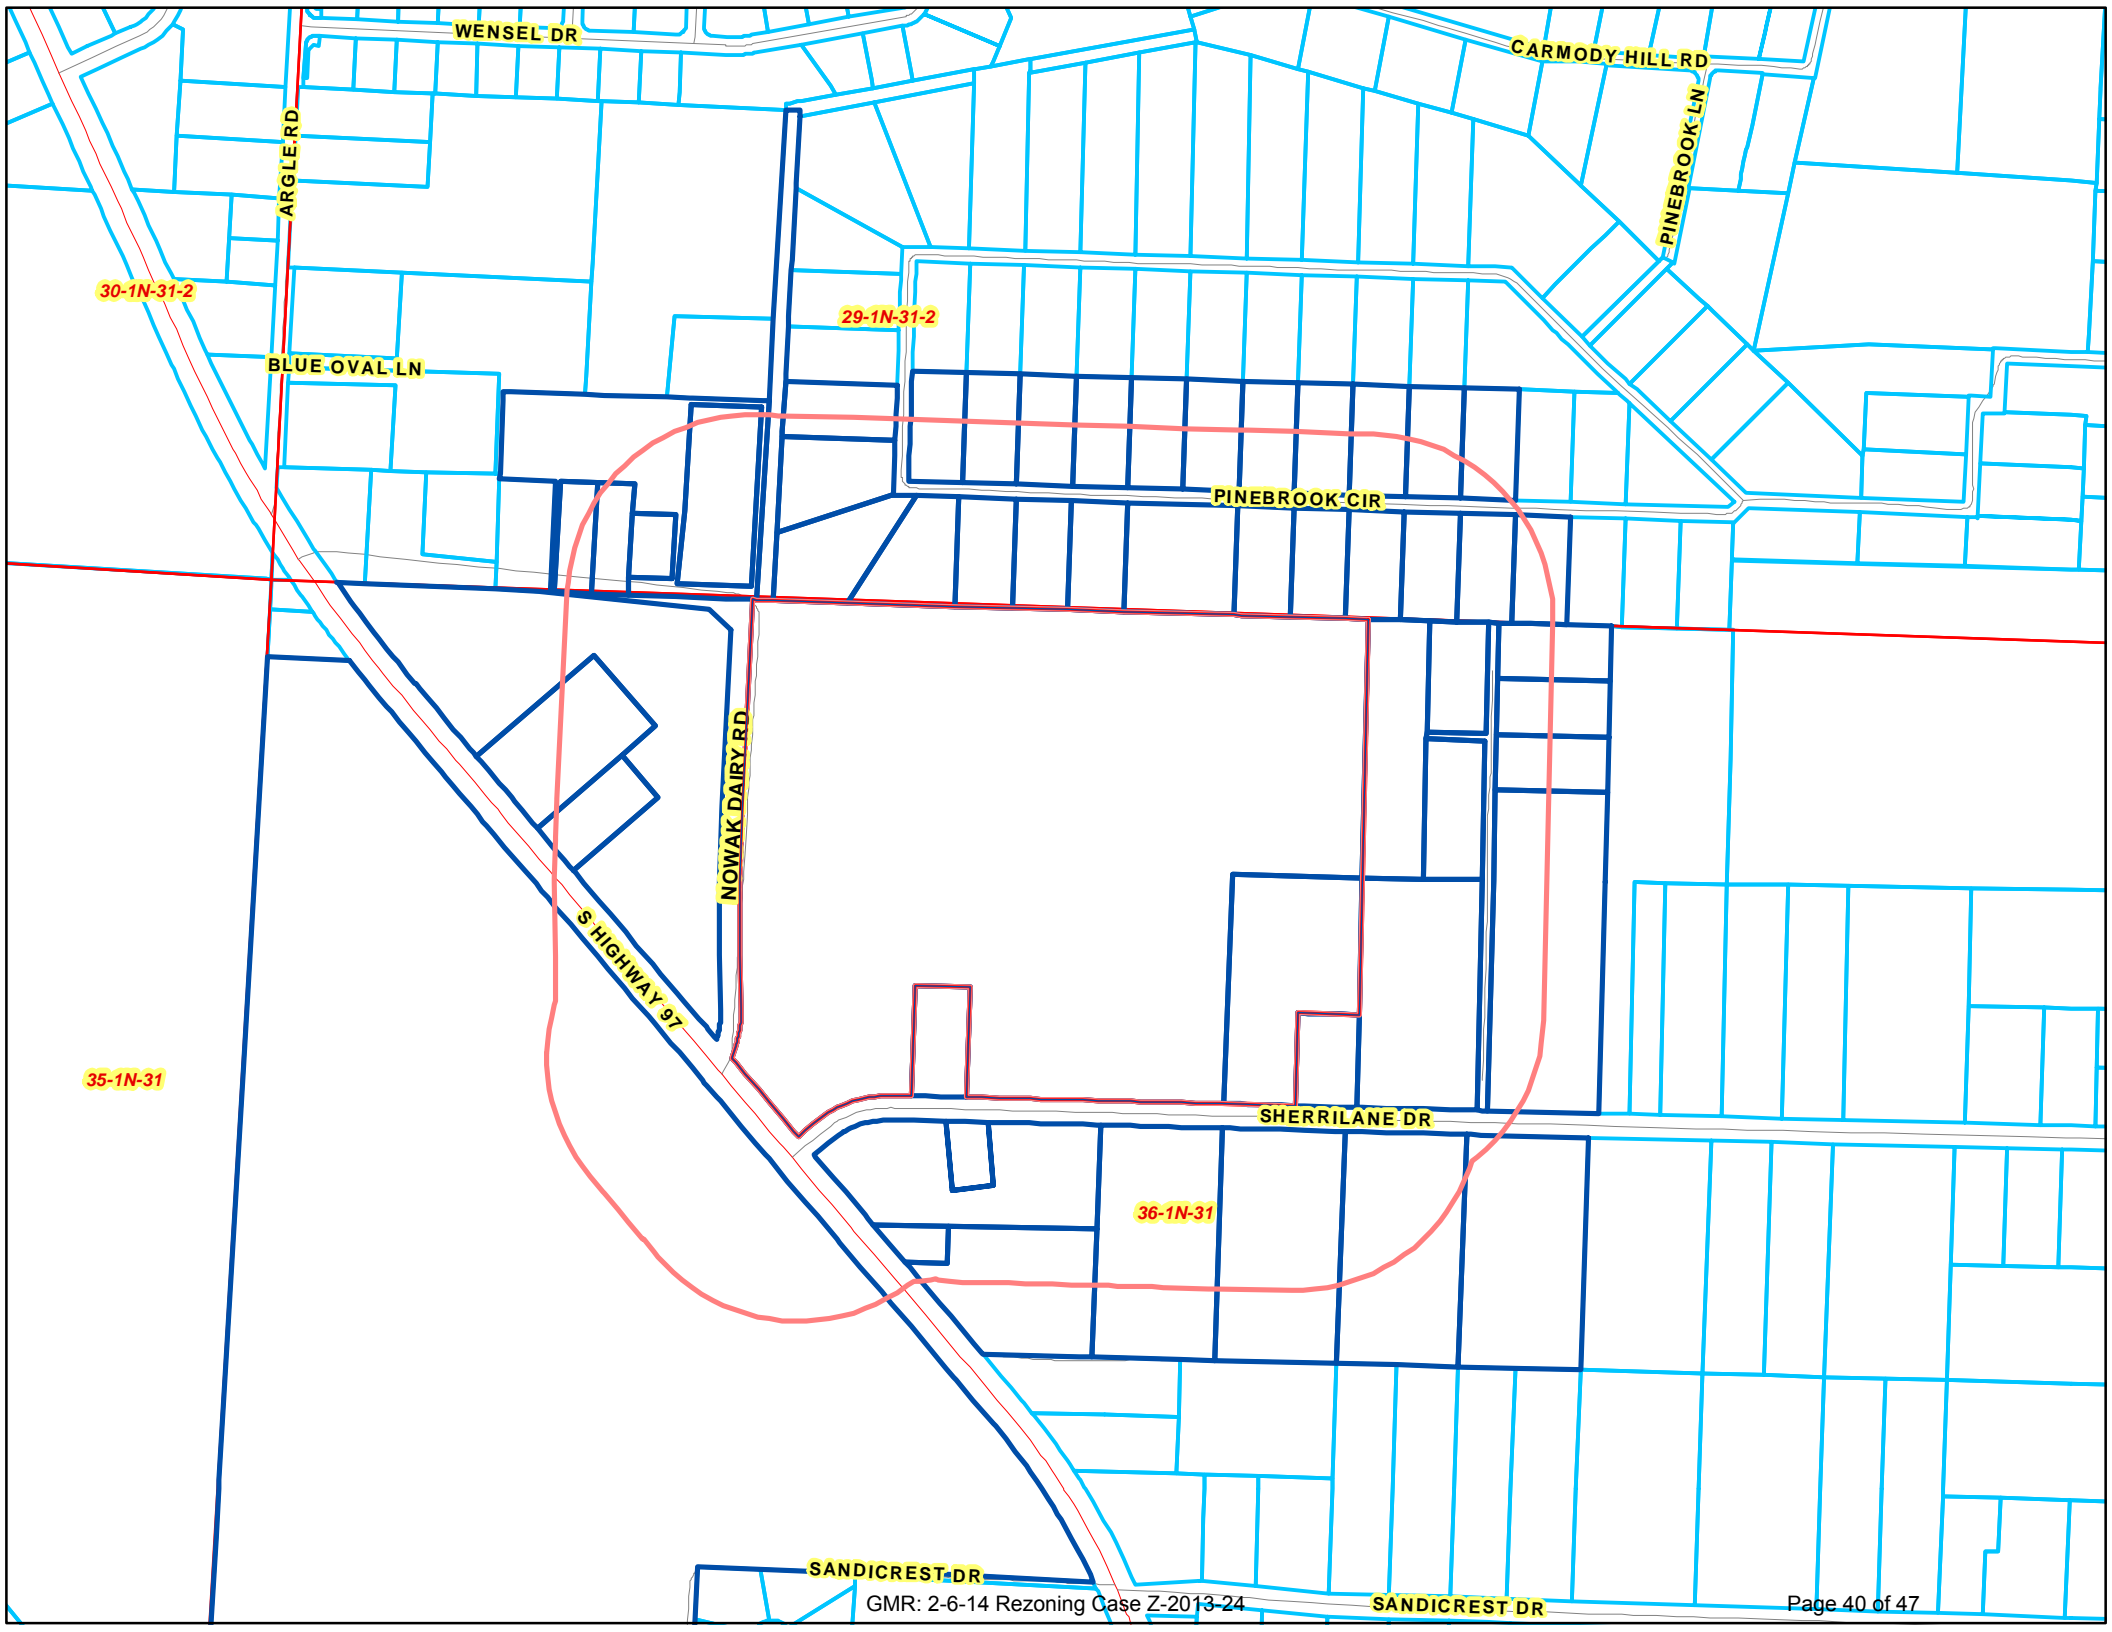 WENSEL DR
CARMODY HILL RD
PINEBROOK LN
ARGLE RD
30-1N-31-2
29-1N-31-2
BLUE OVAL LN
PINEBROOK CIR
NOWAK DAIRY RD
S HIGHWAY 97
35-1N-31
SHERRILANE DR
36-1N-31
SANDICREST DR
SANDICREST DR
GMR: 2-6-14 Rezoning Case Z-2013-24
Page 40 of 47